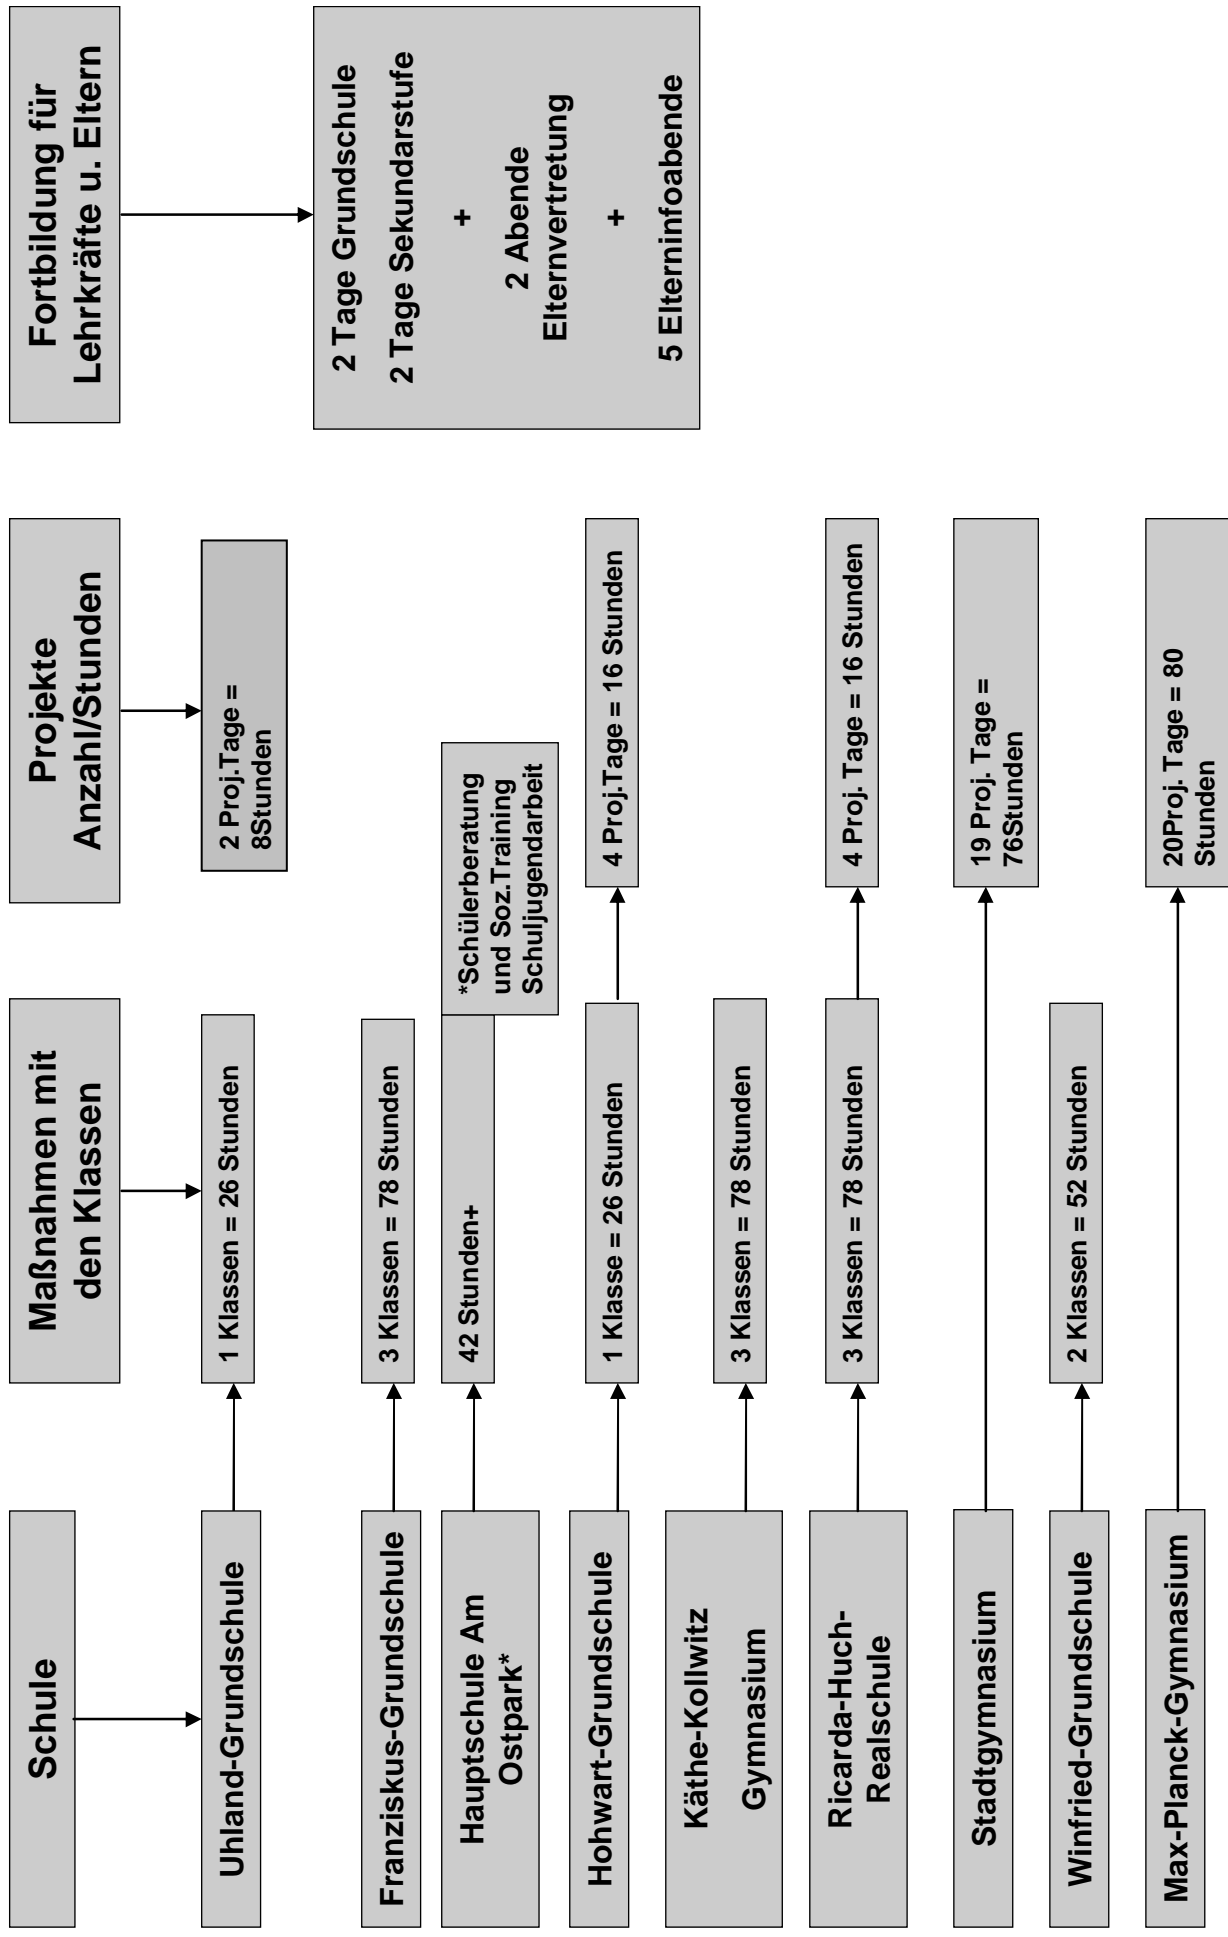 Schule
Maßnahmen mit
den Klassen
Projekte
Anzahl/Stunden
Fortbildung für
Lehrkräfte u. Eltern
Uhland-Grundschule
1 Klassen = 26 Stunden
2 Proj.Tage =
8Stunden
2 Tage Grundschule
2 Tage Sekundarstufe
+
2 Abende
Elternvertretung
+
5 Elterninfoabende
Franziskus-Grundschule
3 Klassen = 78 Stunden
Hauptschule Am
Ostpark*
42 Stunden+
*Schülerberatung
und Soz.Training
Schuljugendarbeit
Hohwart-Grundschule
1 Klasse = 26 Stunden
4 Proj.Tage = 16 Stunden
Käthe-Kollwitz
Gymnasium
3 Klassen = 78 Stunden
Ricarda-Huch-
Realschule
3 Klassen = 78 Stunden
4 Proj. Tage = 16 Stunden
Stadtgymnasium
19 Proj. Tage =
76Stunden
Winfried-Grundschule
2 Klassen = 52 Stunden
Max-Planck-Gymnasium
20Proj. Tage = 80
Stunden